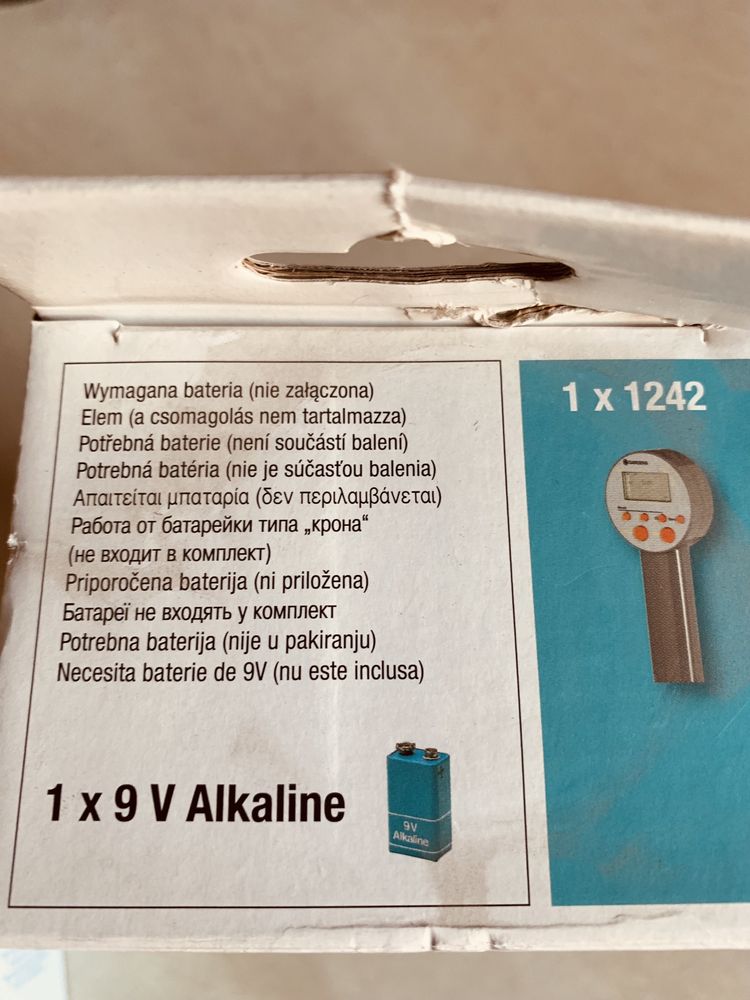 Wymagana bateria (nie załączona)
Elem (a csomagolás nem tartalmazza)
Potřebná baterie (není součástí balení)
Potrebná batéria (nie je súčasťou balenia)
Απαιτείται μπαταρία (δεν περιλαμβάνεται)
Работа от батарейки типа „крона“
(не входит в комплект)
Priporočena baterija (ni priložena)
Батареї не входять у комплект
Potrebna baterija (nije u pakiranju)
Necesita baterie de 9V (nu este inclusa)
1 x 9 V Alkaline
9V
Alkaline
1 x 1242
GARDENA